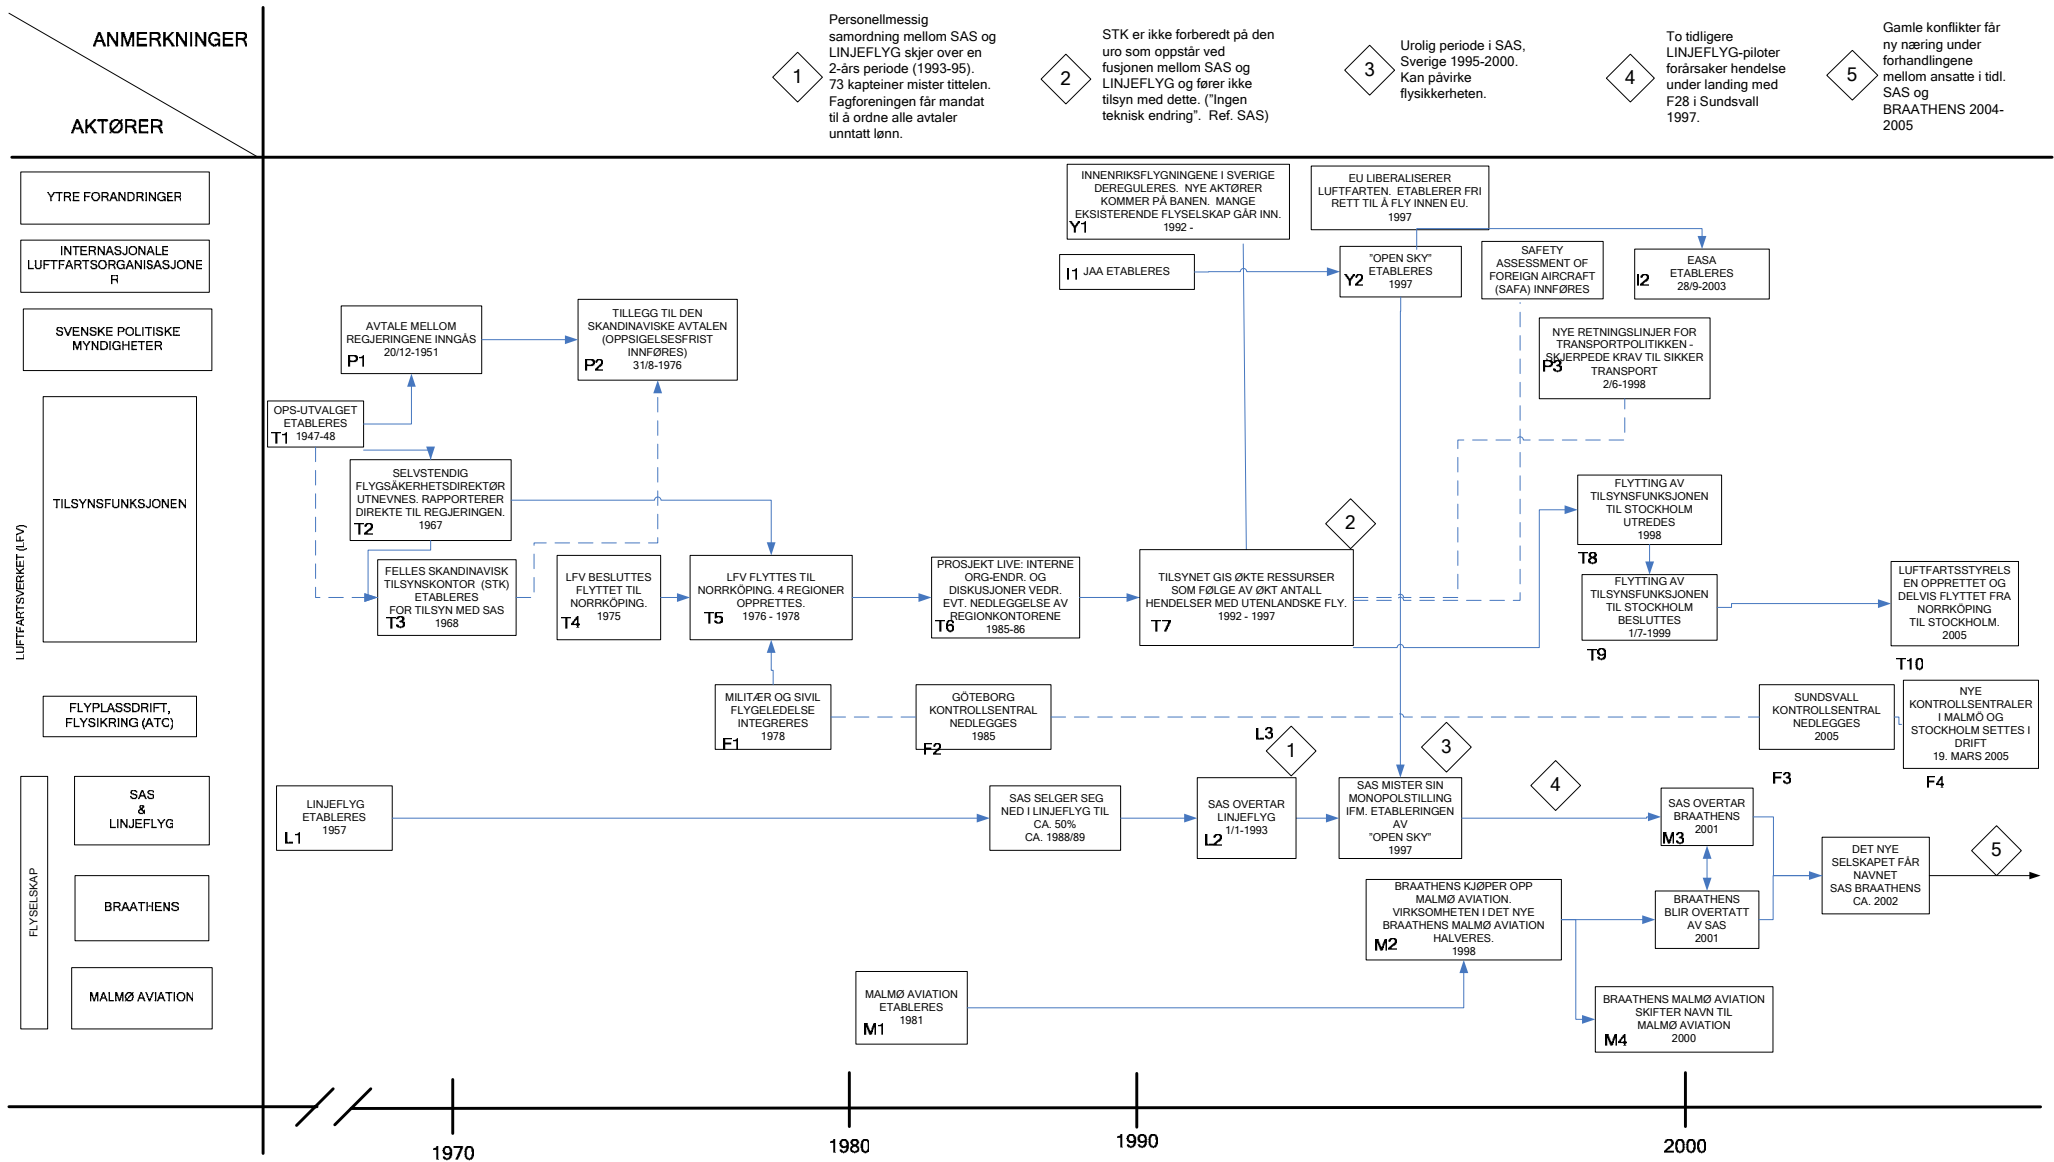 ANMERKNINGER
AKTØRER
1
Personellmessig
samordning mellom SAS og
LINJEFLYG skjer over en
2-års periode (1993-95).
73 kapteiner mister tittelen.
Fagforeningen får mandat
til å ordne alle avtaler
unntatt lønn.
2
STK er ikke forberedt på den
uro som oppstår ved
fusjonen mellom SAS og
LINJEFLYG og fører ikke
tilsyn med dette. ("Ingen
teknisk endring". Ref. SAS)
3
Urolig periode i SAS,
Sverige 1995-2000.
Kan påvirke
flysikkerheten.
4
To tidligere
LINJEFLYG-piloter
forårsaker hendelse
under landing med
F28 i Sundsvall
1997.
5
Gamle konflikter får
ny næring under
forhandlingene
mellom ansatte i tidl.
SAS og
BRAATHENS 2004-
2005
YTRE FORANDRINGER
INNENRIKSFLYGNINGENE I SVERIGE
DEREGULERES. NYE AKTØRER
KOMMER PÅ BANEN. MANGE
EKSISTERENDE FLYSELSKAP GÅR INN.
1992 -
Y1
EU LIBERALISERER
LUFTFARTEN. ETABLERER FRI
RETT TIL Å FLY INNEN EU.
1997
INTERNASJONALE
LUFTFARTSORGANISASJONE
R
I1 JAA ETABLERES
"OPEN SKY"
ETABLERES
1997
Y2
SAFETY
ASSESSMENT OF
FOREIGN AIRCRAFT
(SAFA) INNFØRES
EASA
ETABLERES
28/9-2003
I2
SVENSKE POLITISKE
MYNDIGHETER
AVTALE MELLOM
REGJERINGENE INNGÅS
20/12-1951
P1
TILLEGG TIL DEN
SKANDINAVISKE AVTALEN
(OPPSIGELSESFRIST
INNFØRES)
31/8-1976
P2
NYE RETNINGSLINJER FOR
TRANSPORTPOLITIKKEN -
SKJERPEDE KRAV TIL SIKKER
TRANSPORT
2/6-1998
P3
LUFTFARTSVERKET (LFV)
TILSYNSFUNKSJONEN
OPS-UTVALGET
ETABLERES
1947-48
T1
SELVSTENDIG
FLYGSÄKERHETSDIREKTØR
UTNEVNES. RAPPORTERER
DIREKTE TIL REGJERINGEN.
1967
T2
FELLES SKANDINAVISK
TILSYNSKONTOR (STK)
ETABLERES
FOR TILSYN MED SAS
1968
T3
LFV BESLUTTES
FLYTTET TIL
NORRKÖPING.
1975
T4
LFV FLYTTES TIL
NORRKÖPING. 4 REGIONER
OPPRETTES.
1976 - 1978
T5
PROSJEKT LIVE: INTERNE
ORG-ENDR. OG
DISKUSJONER VEDR.
EVT. NEDLEGGELSE AV
REGIONKONTORENE
1985-86
T6
2
TILSYNET GIS ØKTE RESSURSER
SOM FØLGE AV ØKT ANTALL
HENDELSER MED UTENLANDSKE FLY.
1992 - 1997
T7
FLYTTING AV
TILSYNSFUNKSJONEN
TIL STOCKHOLM
UTREDES
1998
T8
FLYTTING AV
TILSYNSFUNKSJONEN
TIL STOCKHOLM
BESLUTTES
1/7-1999
T9
LUFTFARTSSTYRELS
EN OPPRETTET OG
DELVIS FLYTTET FRA
NORRKÖPING
TIL STOCKHOLM.
2005
T10
FLYPLASSDRIFT,
FLYSIKRING (ATC)
MILITÆR OG SIVIL
FLYGELEDELSE
INTEGRERES
1978
F1
GÖTEBORG
KONTROLLSENTRAL
NEDLEGGES
1985
F2
SUNDSVALL
KONTROLLSENTRAL
NEDLEGGES
2005
F3
NYE
KONTROLLSENTRALER
I MALMÖ OG
STOCKHOLM SETTES I
DRIFT
19. MARS 2005
F4
FLYSELSKAP
SAS
&
LINJEFLYG
LINJEFLYG
ETABLERES
1957
L1
SAS SELGER SEG
NED I LINJEFLYG TIL
CA. 50%
CA. 1988/89
L3
1
SAS OVERTAR
LINJEFLYG
1/1-1993
L2
3
SAS MISTER SIN
MONOPOLSTILLING
IFM. ETABLERINGEN
AV
"OPEN SKY"
1997
4
SAS OVERTAR
BRAATHENS
2001
M3
DET NYE
SELSKAPET FÅR
NAVNET
SAS BRAATHENS
CA. 2002
5
BRAATHENS
BRAATHENS KJØPER OPP
MALMØ AVIATION.
VIRKSOMHETEN I DET NYE
BRAATHENS MALMØ AVIATION
HALVERES.
1998
M2
BRAATHENS
BLIR OVERTATT
AV SAS
2001
MALMØ AVIATION
MALMØ AVIATION
ETABLERES
1981
M1
BRAATHENS MALMØ AVIATION
SKIFTER NAVN TIL
MALMØ AVIATION
2000
M4
1970
1980
1990
2000